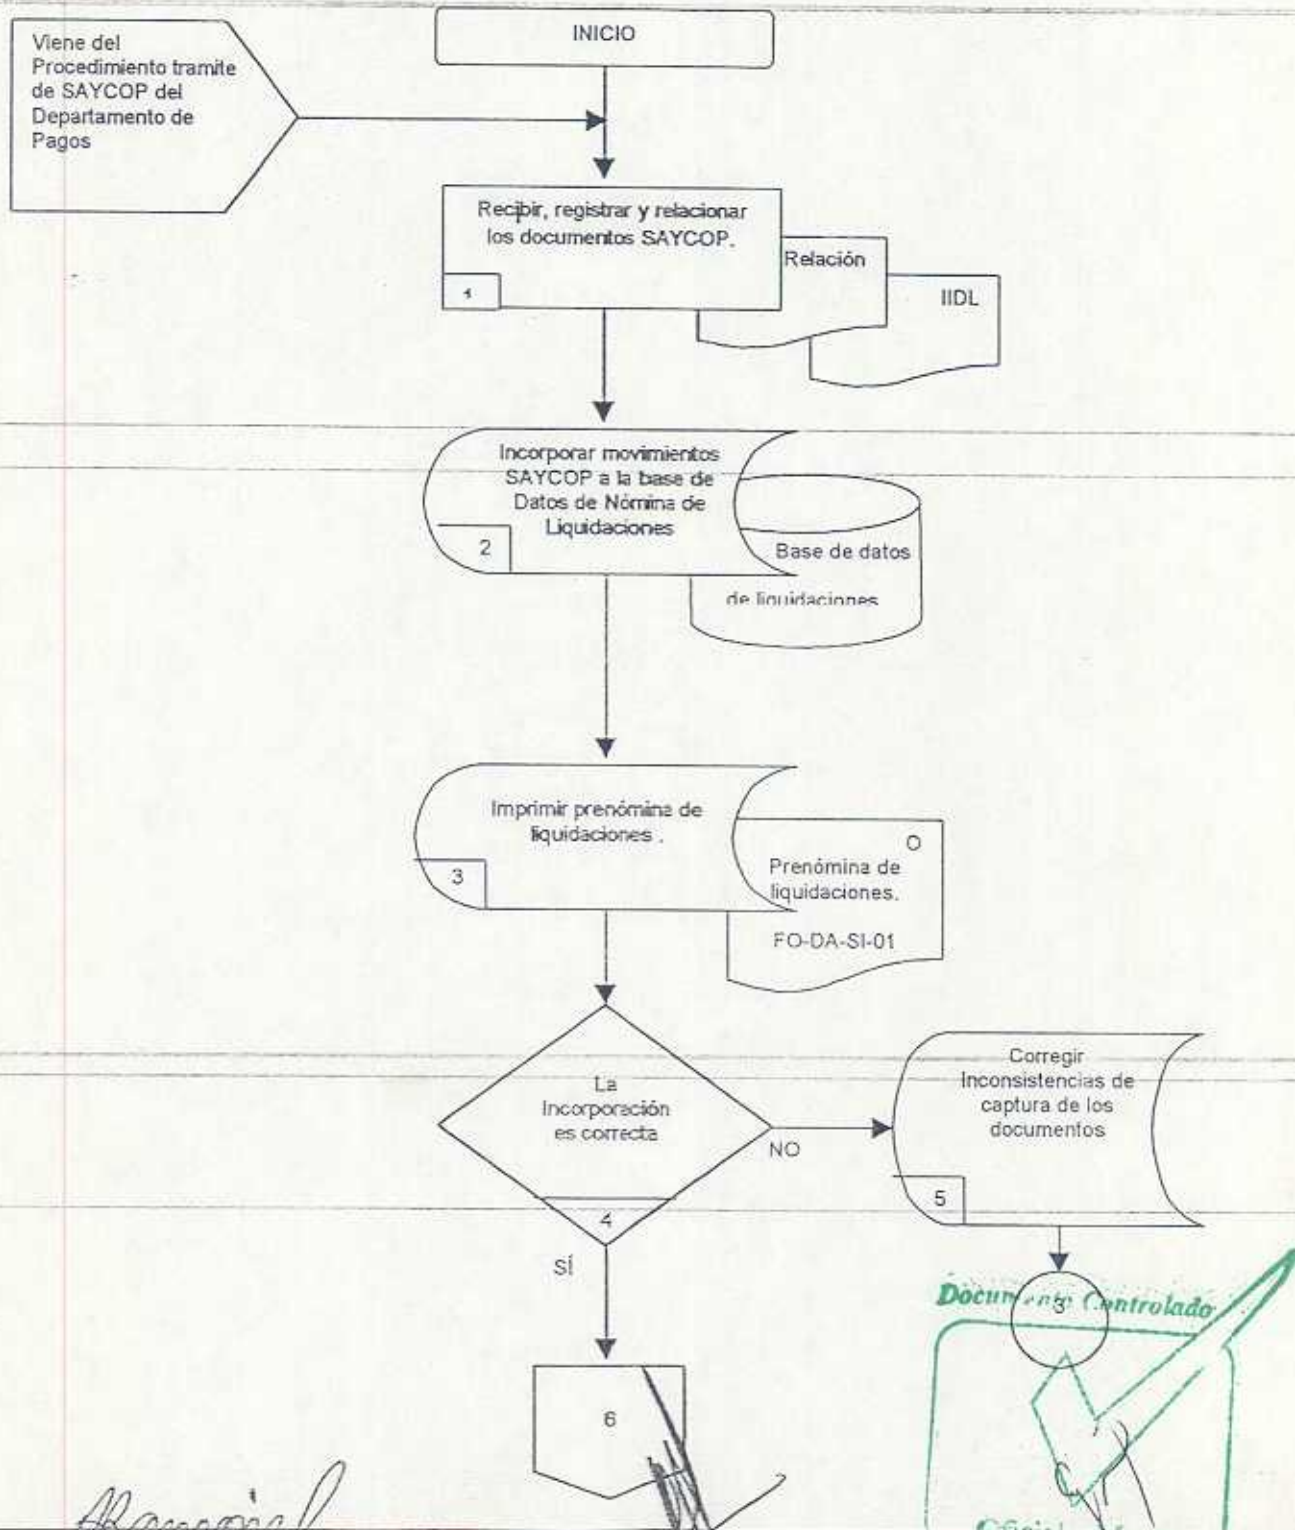 INICIO
Viene del
Procedimiento tramite
de SAYCOP del
Departamento de
Pagos
Recibir, registrar y relacionar
los documentos SAYCOP.
1
Relación
IIDL
Incorporar movimientos
SAYCOP a la base de
Datos de Nómina de
Liquidaciones
2
Base de datos
de liquidaciones
Imprimir prenómina de
liquidaciones .
3
O
Prenómina de
liquidaciones.
FO-DA-SI-01
La
Incorporación
es correcta
4
NO
SÍ
Corregir
Inconsistencias de
captura de los
documentos
5
3
Documento Controlado
6